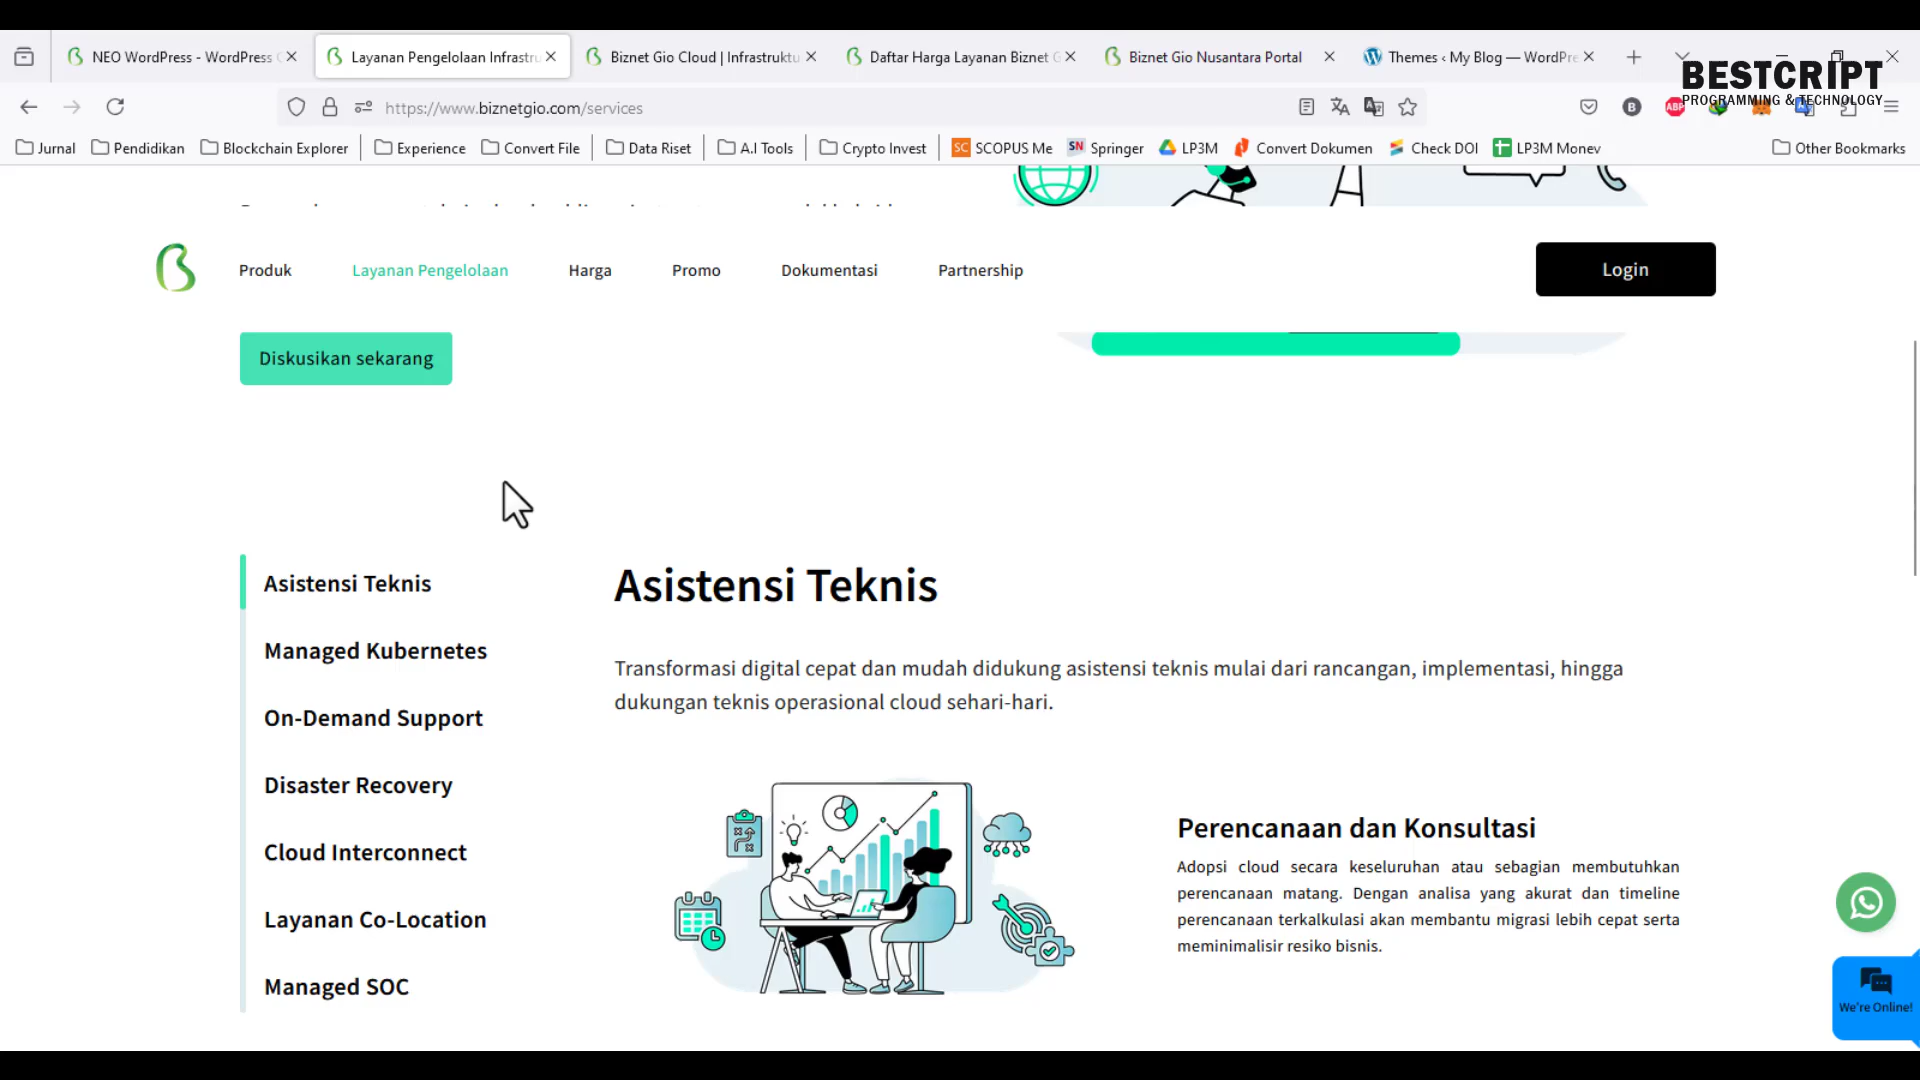 NEO WordPress - WordPress
Layanan Pengelolaan Infrastru
Biznet Gio Cloud | Infrastruktu
Daftar Harga Layanan Biznet G
Biznet Gio Nusantara Portal
Themes ‹ My Blog — WordPre
BESTCRIPT
PROGRAMMING & TECHNOLOGY
https://www.biznetgio.com/services
B
ABP
Jurnal
Pendidikan
Blockchain Explorer
Experience
Convert File
Data Riset
A.I Tools
Crypto Invest
SC SCOPUS Me
SN Springer
LP3M
Convert Dokumen
Check DOI
LP3M Monev
Other Bookmarks
Produk
Layanan Pengelolaan
Harga
Promo
Dokumentasi
Partnership
Login
Diskusikan sekarang
Asistensi Teknis
Managed Kubernetes
On-Demand Support
Disaster Recovery
Cloud Interconnect
Layanan Co-Location
Managed SOC
Asistensi Teknis
Transformasi digital cepat dan mudah didukung asistensi teknis mulai dari rancangan, implementasi, hingga
dukungan teknis operasional cloud sehari-hari.
Perencanaan dan Konsultasi
Adopsi cloud secara keseluruhan atau sebagian membutuhkan
perencanaan matang. Dengan analisa yang akurat dan timeline
perencanaan terkalkulasi akan membantu migrasi lebih cepat serta
meminimalisir resiko bisnis.
We're Online!